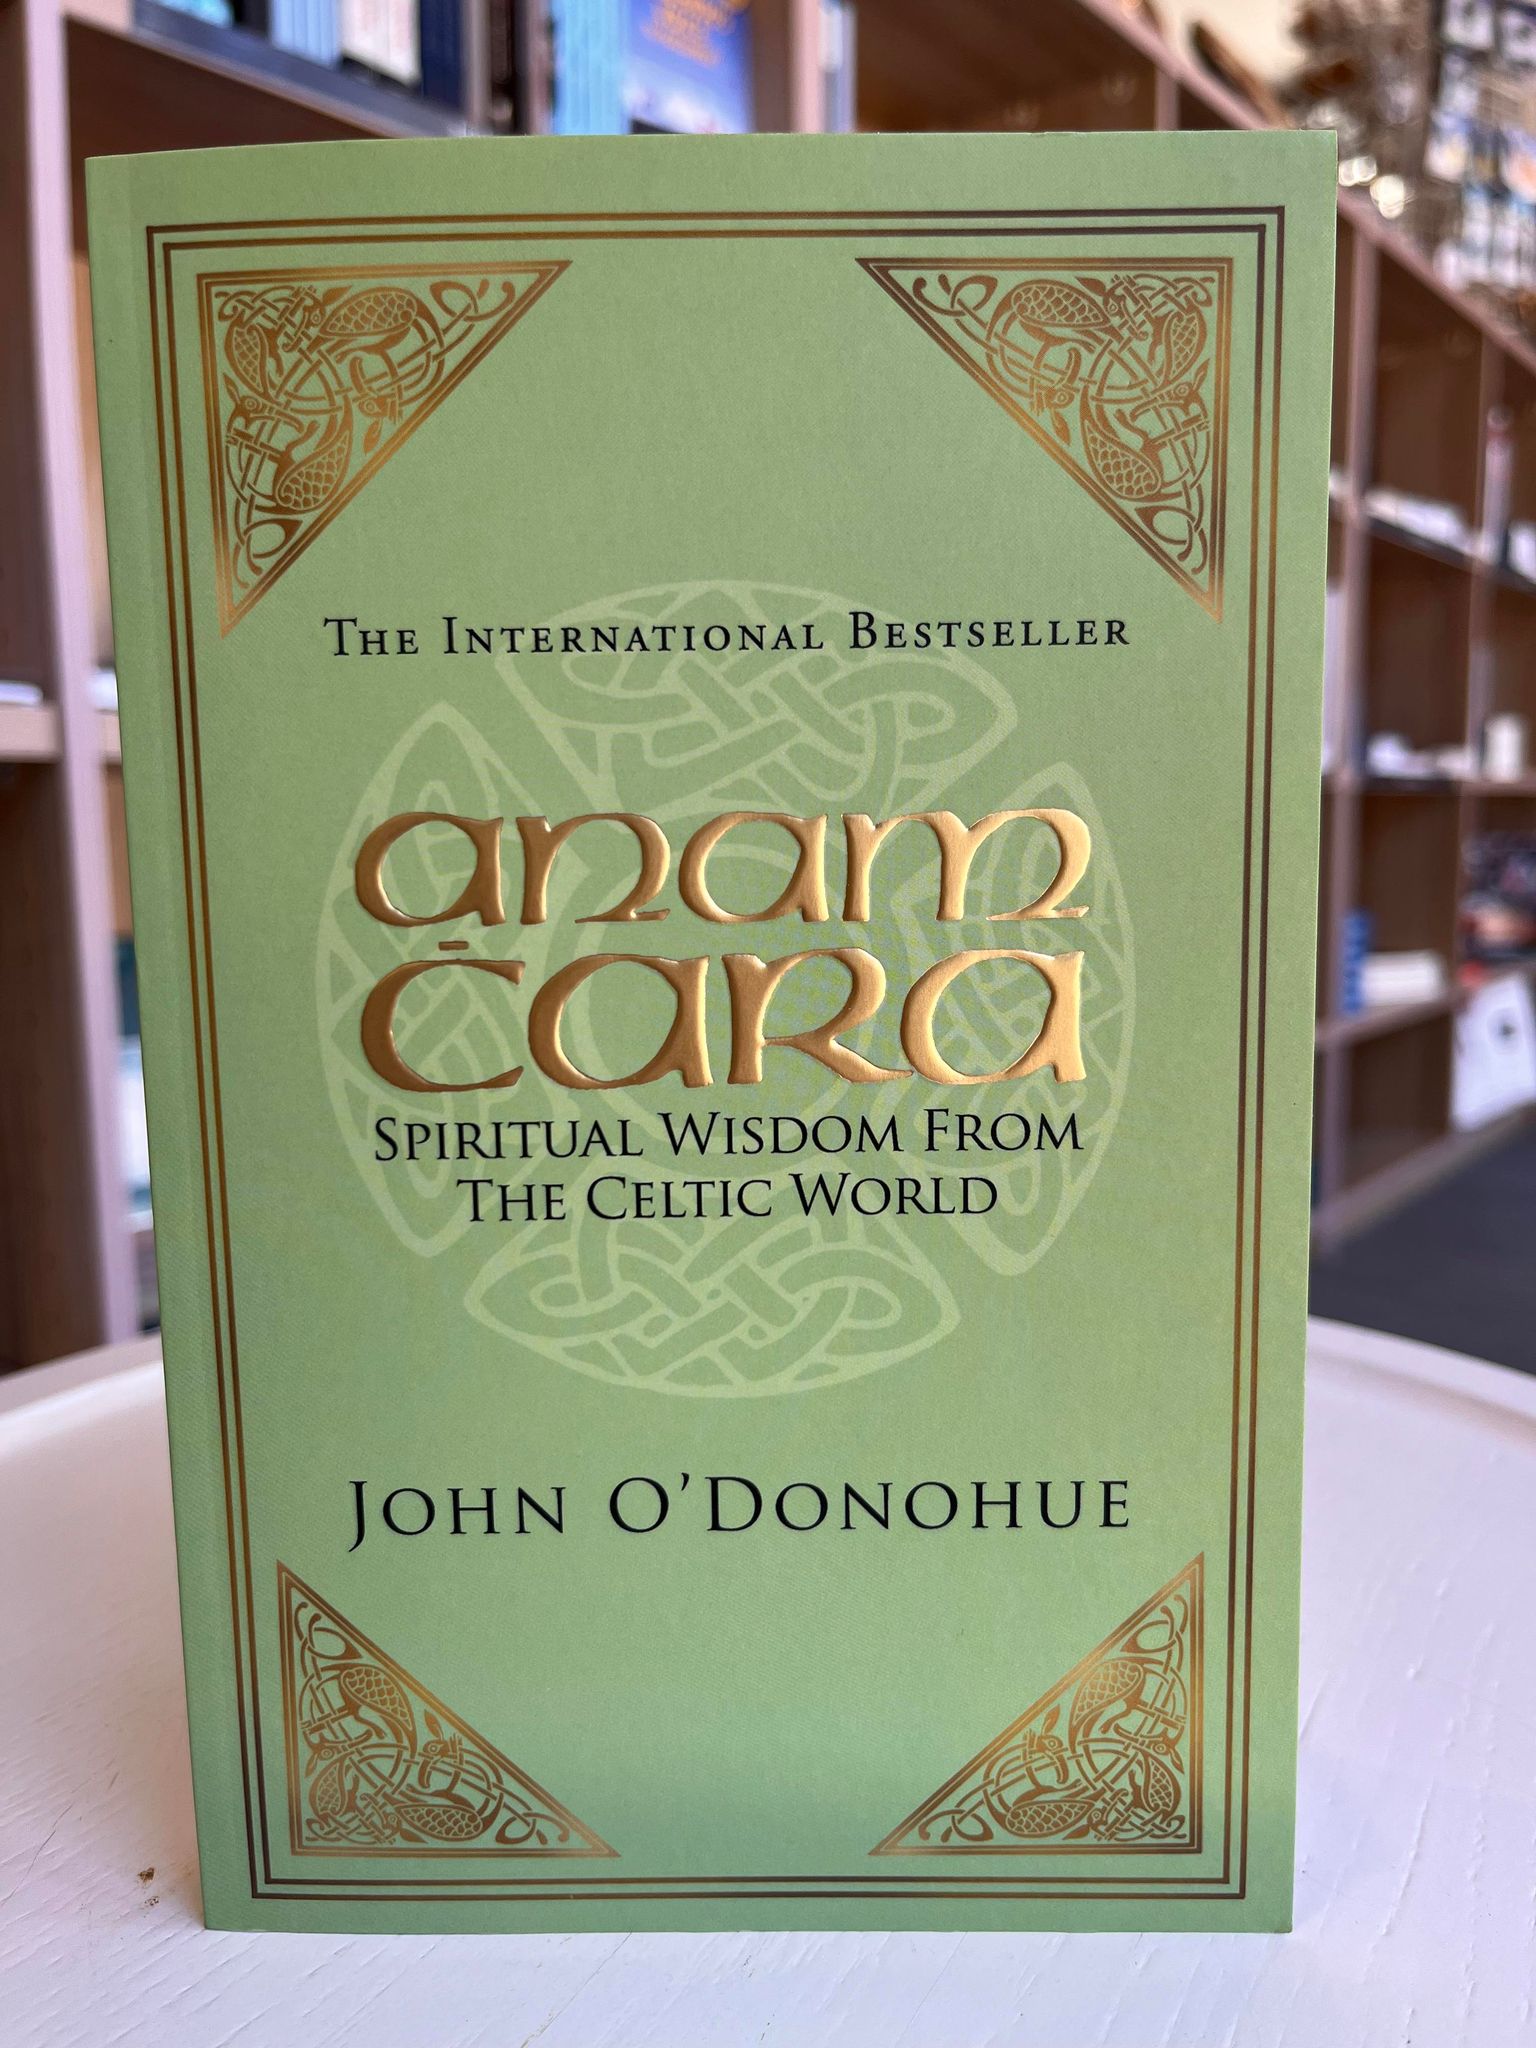 The International Bestseller
anam
ċara
Spiritual Wisdom From
The Celtic World
John O'Donohue